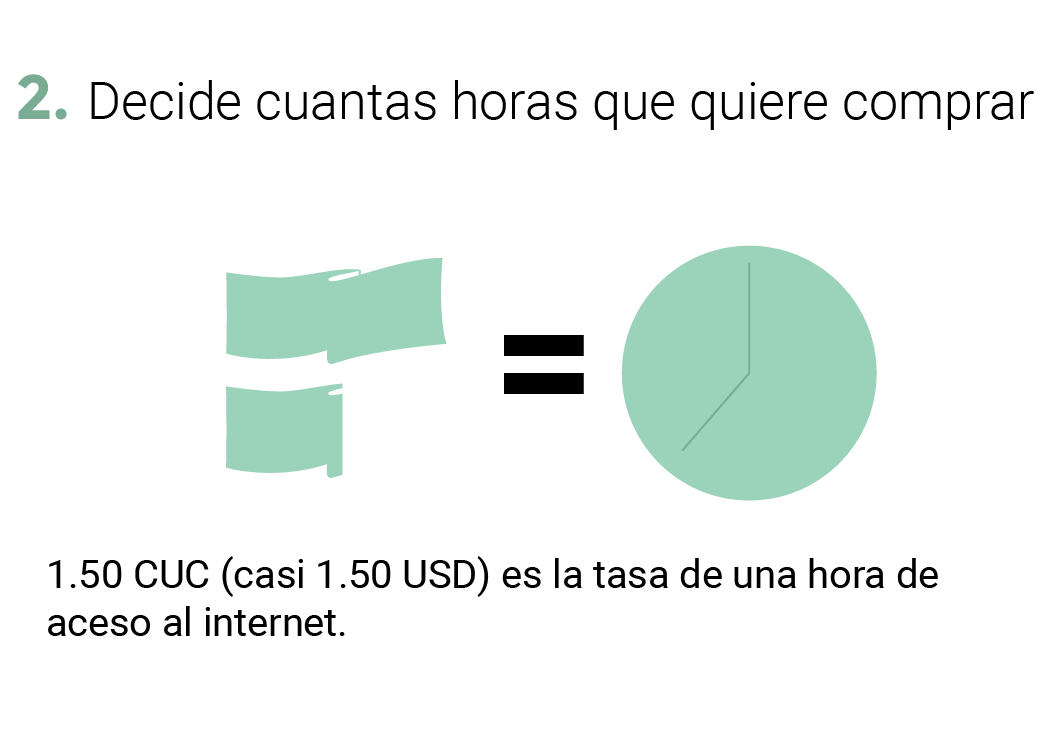 2. Decide cuantas horas que quiere comprar
1.50 CUC (casi 1.50 USD) es la tasa de una hora de
aceso al internet.